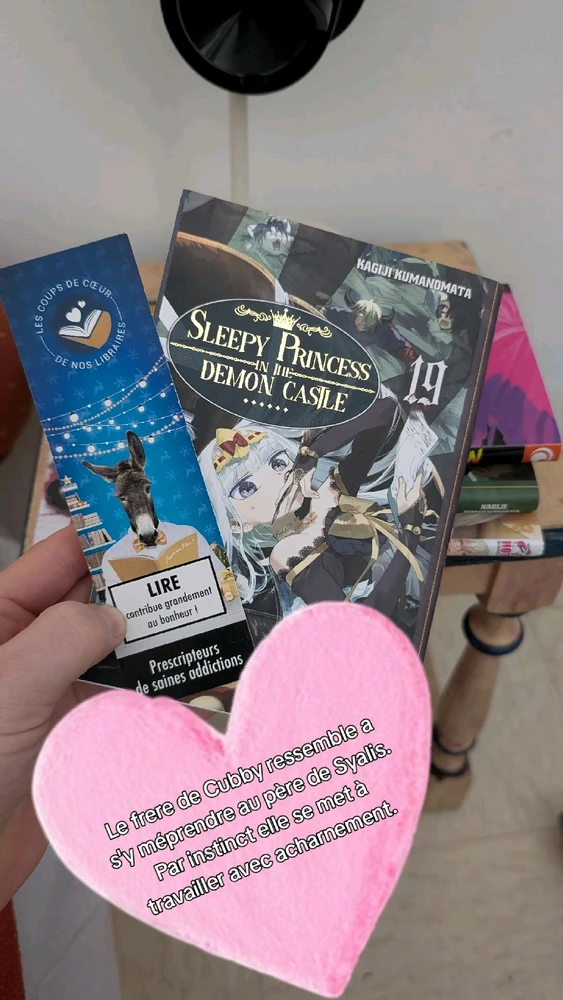 LES COUPS DE CŒUR
DE NOS LIBRAIRES
LIRE
contribue grandement
au bonheur !
Prescripteurs
de saines addictions
KAGIJI KUMANOMATA
SLEEPY PRINCESS
IN THE
DEMON CASTLE
19
KAGIJI
HO
Le frere de Cubby ressemble a
s'y méprendre au père de Syalis.
Par instinct elle se met à
travailler avec acharnement.